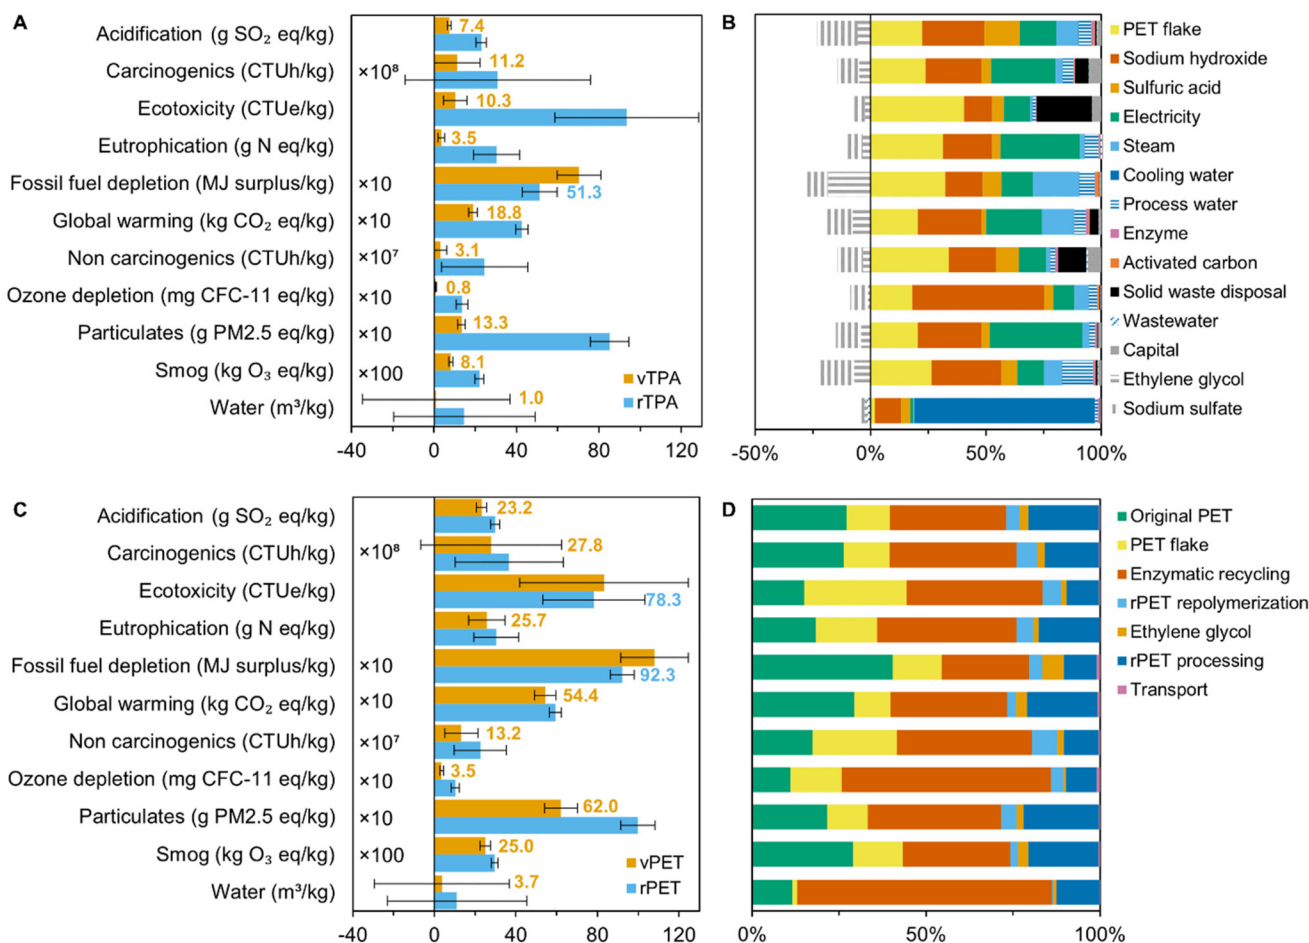 A
Acidification (g SO₂ eq/kg)
7.4
Carcinogenics (CTUh/kg) ×10⁸
11.2
Ecotoxicity (CTUe/kg)
10.3
Eutrophication (g N eq/kg)
3.5
Fossil fuel depletion (MJ surplus/kg) ×10
51.3
Global warming (kg CO₂ eq/kg) ×10
18.8
Non carcinogenics (CTUh/kg) ×10⁷
3.1
Ozone depletion (mg CFC-11 eq/kg) ×10
0.8
Particulates (g PM2.5 eq/kg) ×10
13.3
Smog (kg O₃ eq/kg) ×100
8.1
Water (m³/kg)
1.0
vTPA
rTPA
-40 0 40 80 120
B
PET flake
Sodium hydroxide
Sulfuric acid
Electricity
Steam
Cooling water
Process water
Enzyme
Activated carbon
Solid waste disposal
Wastewater
Capital
Ethylene glycol
Sodium sulfate
-50% 0% 50% 100%
C
Acidification (g SO₂ eq/kg)
23.2
Carcinogenics (CTUh/kg) ×10⁸
27.8
Ecotoxicity (CTUe/kg)
78.3
Eutrophication (g N eq/kg)
25.7
Fossil fuel depletion (MJ surplus/kg) ×10
92.3
Global warming (kg CO₂ eq/kg) ×10
54.4
Non carcinogenics (CTUh/kg) ×10⁷
13.2
Ozone depletion (mg CFC-11 eq/kg) ×10
3.5
Particulates (g PM2.5 eq/kg) ×10
62.0
Smog (kg O₃ eq/kg) ×100
25.0
Water (m³/kg)
3.7
vPET
rPET
-40 0 40 80 120
D
Original PET
PET flake
Enzymatic recycling
rPET repolymerization
Ethylene glycol
rPET processing
Transport
0% 50% 100%